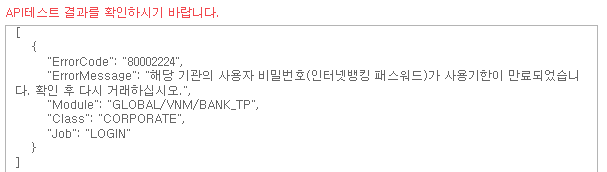 API테스트 결과를 확인하시기 바랍니다.
[
{
"ErrorCode": "80002224",
"ErrorMessage": "해당 기관의 사용자 비밀번호(인터넷뱅킹 패스워드)가 사용기한이 만료되었습니
다. 확인 후 다시 거래하십시오.",
"Module": "GLOBAL/VNM/BANK_TP",
"Class": "CORPORATE",
"Job": "LOGIN"
}
]